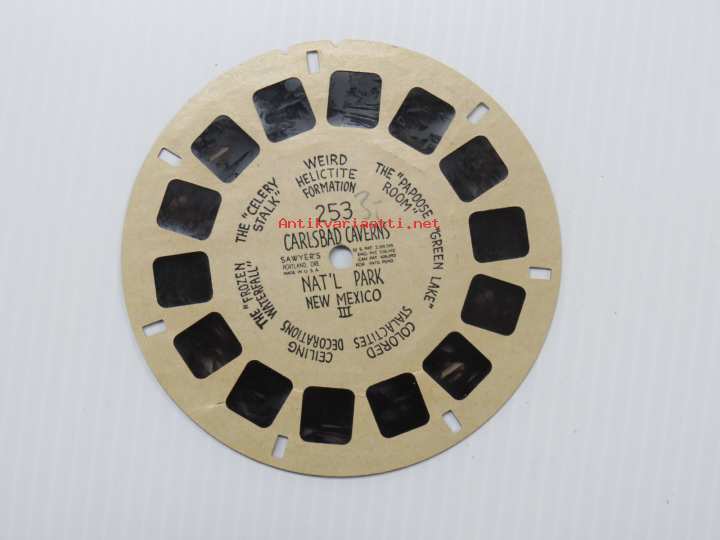 WEIRD
HELICTITE
FORMATION
THE "PAPOOSE
ROOM"
"GREEN LAKE"
COLORED
STALACTITES
CEILING
DECORATIONS
THE "FROZEN
WATERFALL"
THE "CELERY
STALK"
253
Antikvariaatti.net
CARLSBAD CAVERNS
SAWYER'S
PORTLAND, ORE.
MADE IN U.S.A.
NAT'L PARK
NEW MEXICO
III